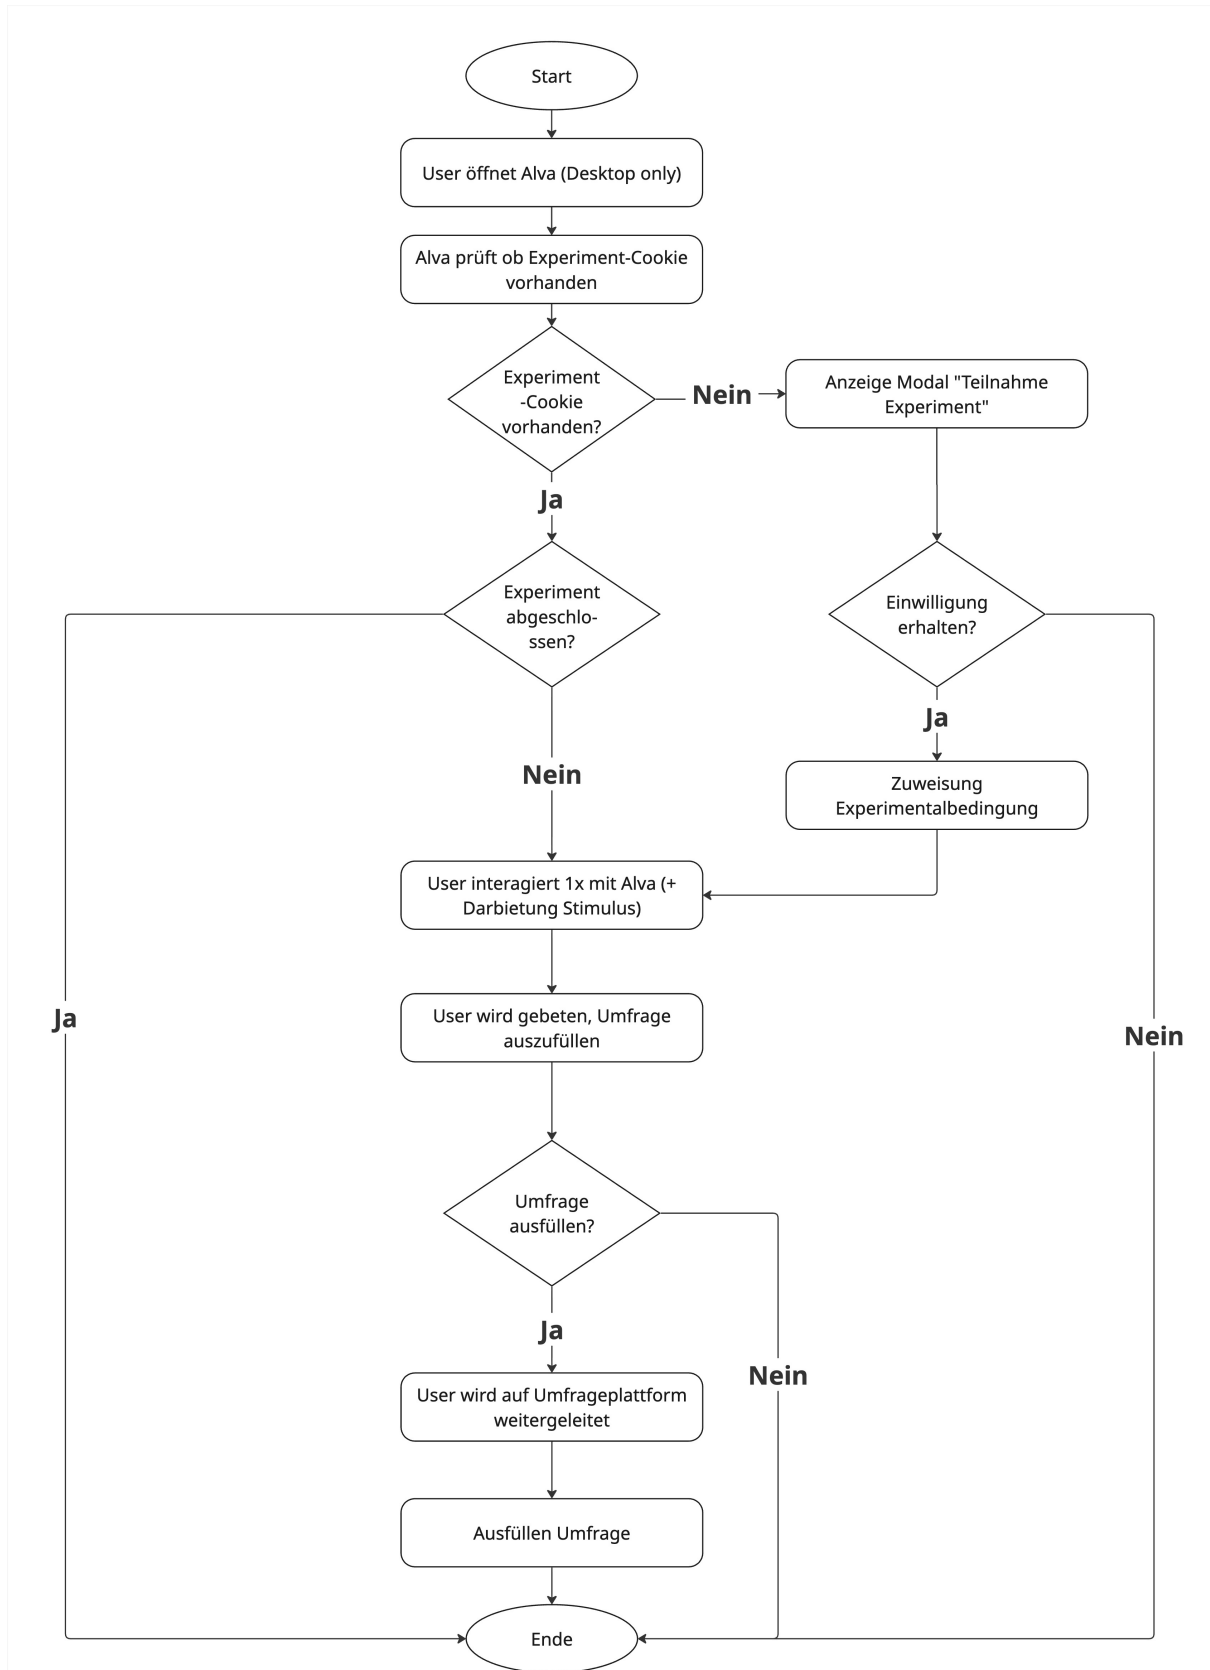 Start
User öffnet Alva (Desktop only)
Alva prüft ob Experiment-Cookie
vorhanden
Experiment
-Cookie
vorhanden?
Nein
Anzeige Modal "Teilnahme
Experiment"
Ja
Experiment
abgeschlo-
ssen?
Einwilligung
erhalten?
Ja
Nein
Zuweisung
Experimentalbedingung
User interagiert 1x mit Alva (+
Darbietung Stimulus)
Ja
User wird gebeten, Umfrage
auszufüllen
Nein
Umfrage
ausfüllen?
Ja
Nein
User wird auf Umfrageplattform
weitergeleitet
Ausfüllen Umfrage
Ende